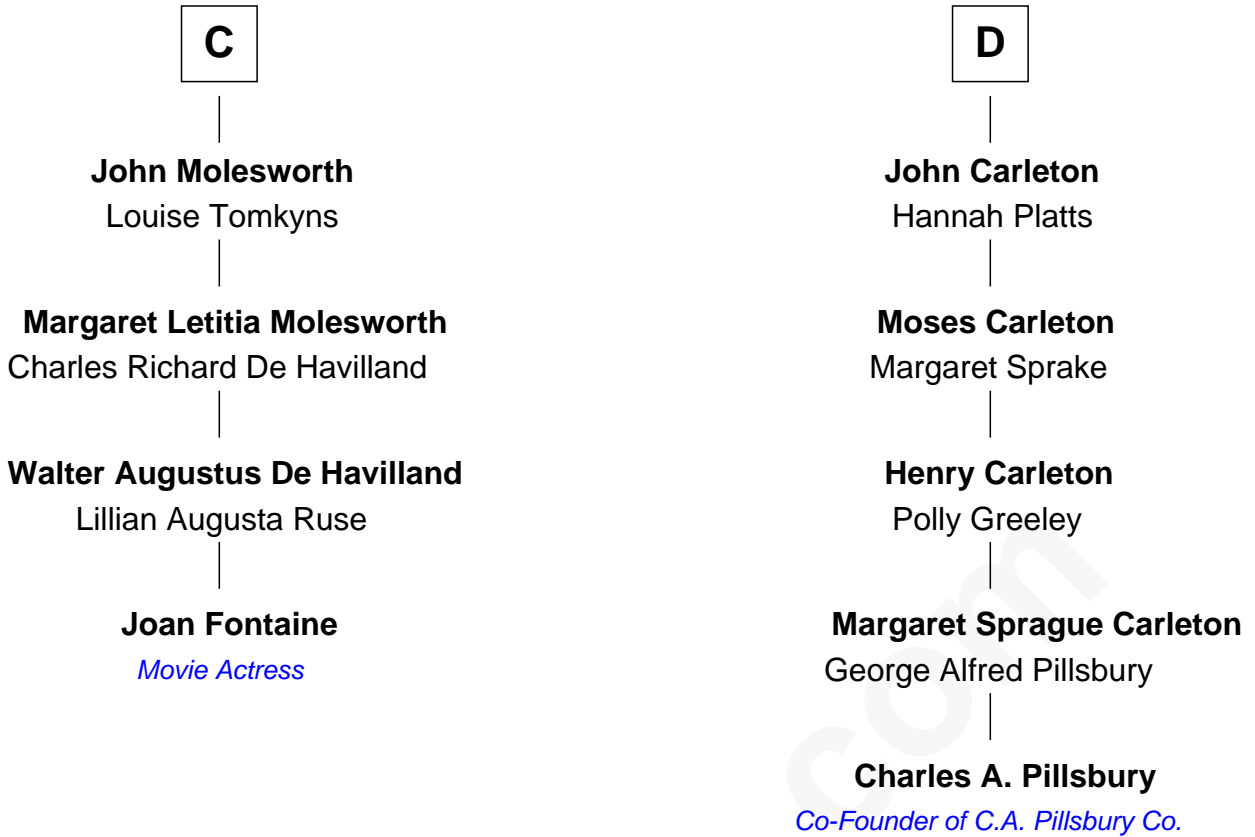 C
John Molesworth
Louise Tomkyns
Margaret Letitia Molesworth
Charles Richard De Havilland
Walter Augustus De Havilland
Lillian Augusta Ruse
Joan Fontaine
Movie Actress
D
John Carleton
Hannah Platts
Moses Carleton
Margaret Sprake
Henry Carleton
Polly Greeley
Margaret Sprague Carleton
George Alfred Pillsbury
Charles A. Pillsbury
Co-Founder of C.A. Pillsbury Co.
com